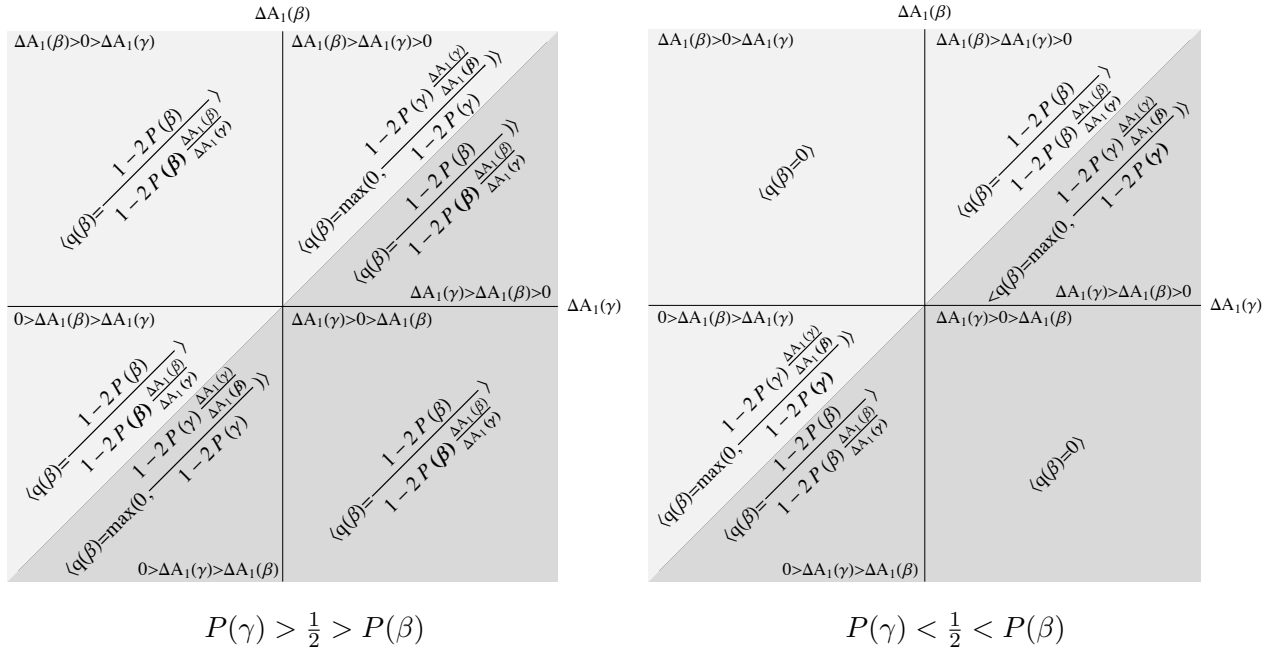 ΔA₁(β)
ΔA₁(β)>0>ΔA₁(γ)
ΔA₁(β)>ΔA₁(γ)>0
⟨q(β)=(1 − 2P(β))/(1 − 2P(β) ΔA₁(β)/ΔA₁(γ))⟩
⟨q(β)=max(0, (1 − 2P(γ) ΔA₁(γ)/ΔA₁(β))/(1 − 2P(γ)))⟩
⟨q(β)=(1 − 2P(β))/(1 − 2P(β) ΔA₁(β)/ΔA₁(γ))⟩⟩
ΔA₁(γ)>ΔA₁(β)>0
ΔA₁(γ)
0>ΔA₁(β)>ΔA₁(γ)
ΔA₁(γ)>0>ΔA₁(β)
⟨q(β)=(1 − 2P(β))/(1 − 2P(β) ΔA₁(β)/ΔA₁(γ))⟩
⟨q(β)=max(0, (1 − 2P(γ) ΔA₁(γ)/ΔA₁(β))/(1 − 2P(γ)))⟩
⟨q(β)=(1 − 2P(β))/(1 − 2P(β) ΔA₁(β)/ΔA₁(γ))⟩
0>ΔA₁(γ)>ΔA₁(β)
P(γ) > 1/2 > P(β)
ΔA₁(β)
ΔA₁(β)>0>ΔA₁(γ)
ΔA₁(β)>ΔA₁(γ)>0
⟨q(β)=0⟩
⟨q(β)=(1 − 2P(β))/(1 − 2P(β) ΔA₁(β)/ΔA₁(γ))⟩
<q(β)=max(0, (1 − 2P(γ) ΔA₁(γ)/ΔA₁(β))/(1 − 2P(γ)))⟩
ΔA₁(γ)>ΔA₁(β)>0
ΔA₁(γ)
0>ΔA₁(β)>ΔA₁(γ)
ΔA₁(γ)>0>ΔA₁(β)
⟨q(β)=max(0, (1 − 2P(γ) ΔA₁(γ)/ΔA₁(β))/(1 − 2P(γ)))⟩
⟨q(β)=(1 − 2P(β))/(1 − 2P(β) ΔA₁(β)/ΔA₁(γ))⟩
⟨q(β)=0⟩
0>ΔA₁(γ)>ΔA₁(β)
P(γ) < 1/2 < P(β)